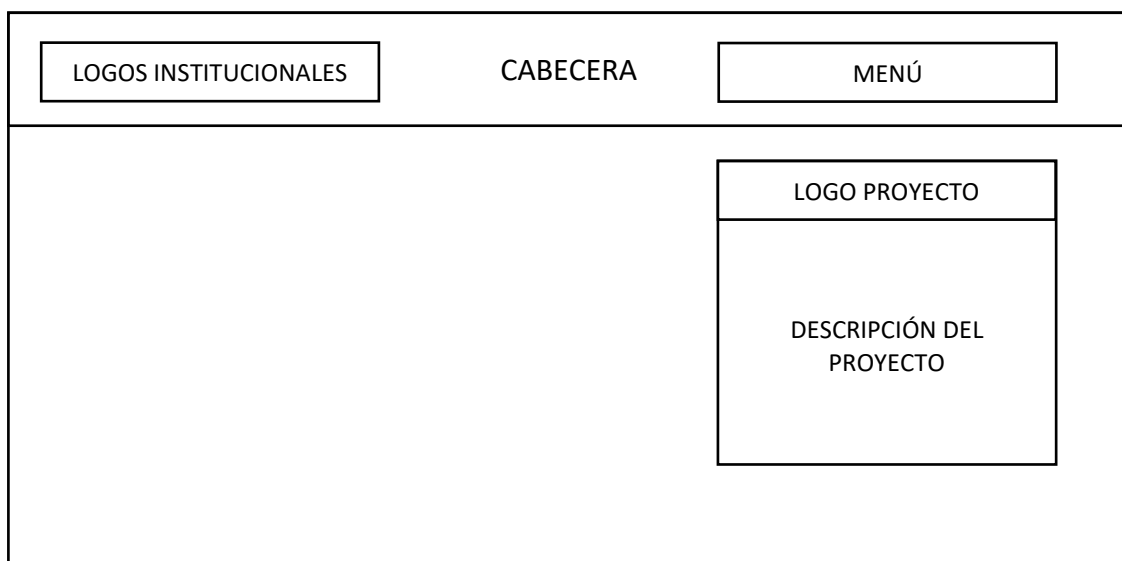 LOGOS INSTITUCIONALES
CABECERA
MENÚ
LOGO PROYECTO
DESCRIPCIÓN DEL
PROYECTO